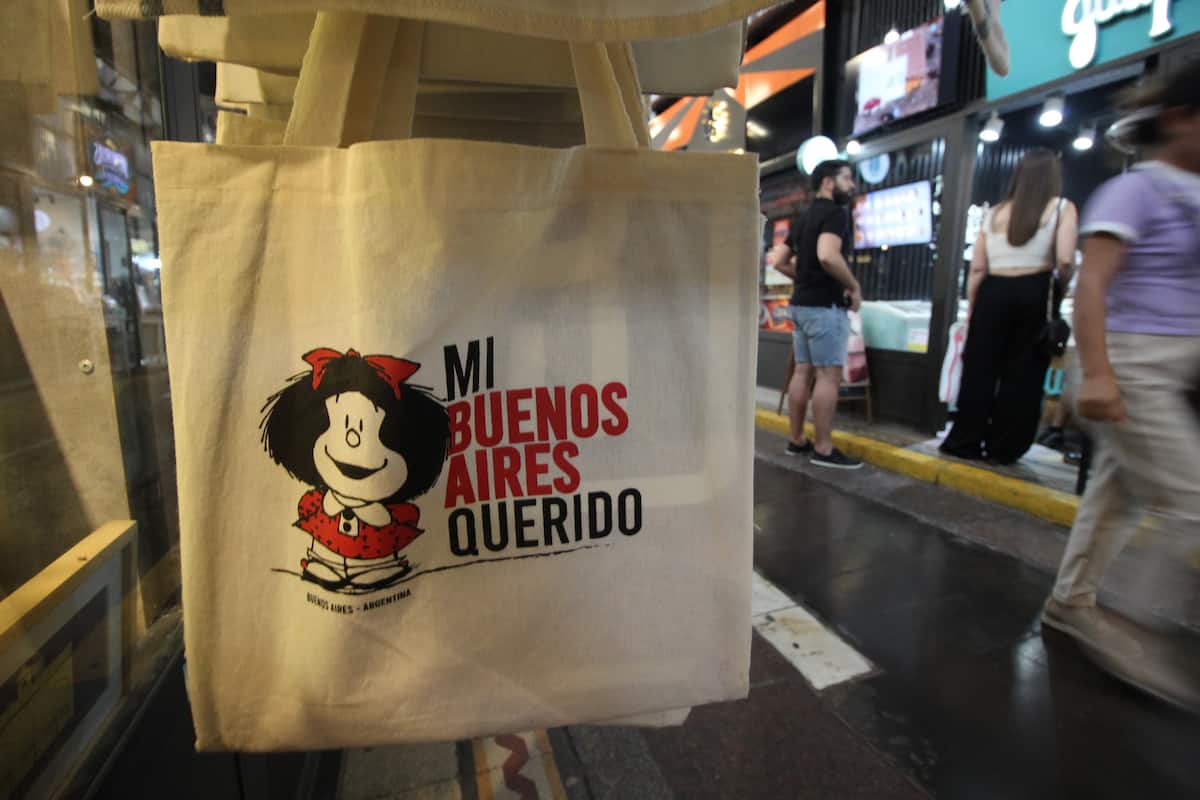 MI
BUENOS
AIRES
QUERIDO
BUENOS AIRES - ARGENTINA